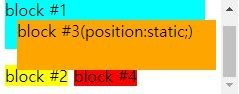 block #1
block #3(position:static;)
block #2 block #4